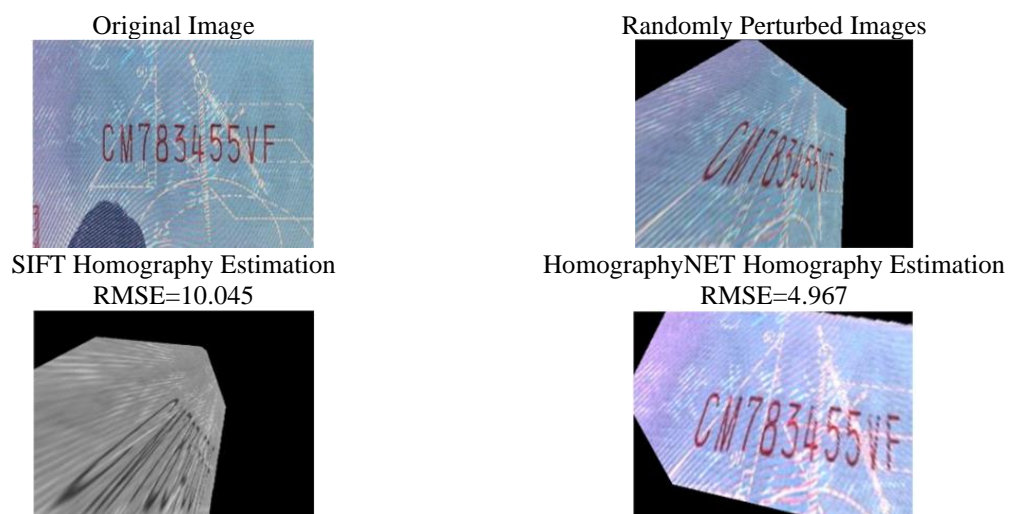 Original Image
Randomly Perturbed Images
CM783455VF
CM783455VF
SIFT Homography Estimation
RMSE=10.045
HomographyNET Homography Estimation
RMSE=4.967
CM783455VF